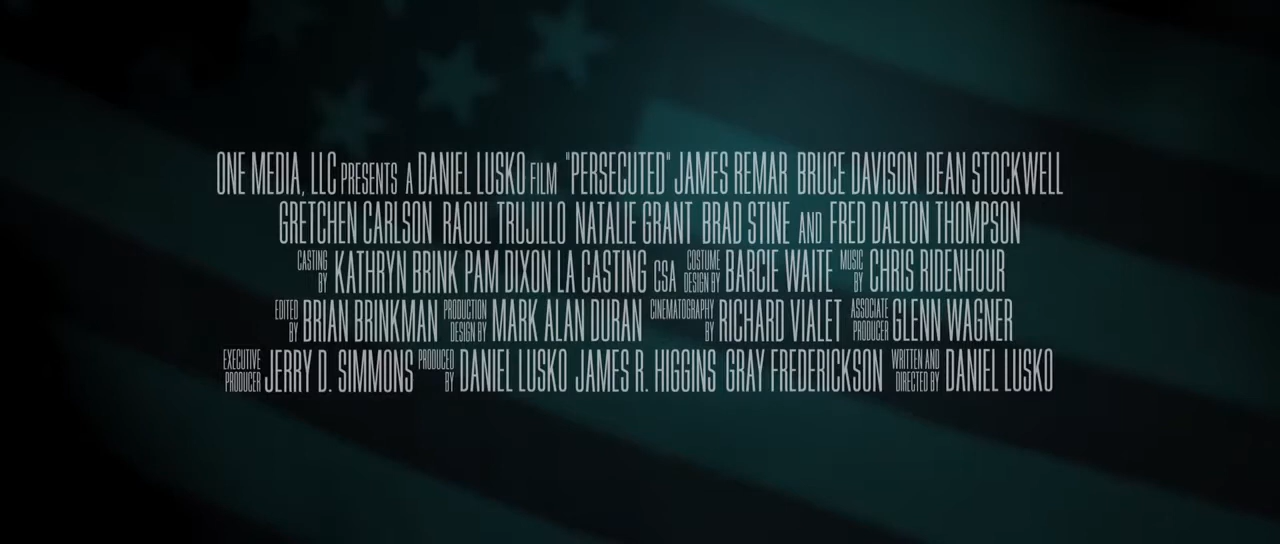 ONE MEDIA, LLC PRESENTS A DANIEL LUSKO FILM "PERSECUTED" JAMES REMAR BRUCE DAVISON DEAN STOCKWELL
GRETCHEN CARLSON RAOUL TRUJILLO NATALIE GRANT BRAD STINE AND FRED DALTON THOMPSON
CASTING BY KATHRYN BRINK PAM DIXON LA CASTING CSA COSTUME DESIGN BY BARCIE WAITE MUSIC BY CHRIS RIDENHOUR
EDITED BY BRIAN BRINKMAN PRODUCTION DESIGN BY MARK ALAN DURAN CINEMATOGRAPHY BY RICHARD VIALET ASSOCIATE PRODUCER GLENN WAGNER
EXECUTIVE PRODUCER JERRY D. SIMMONS PRODUCED BY DANIEL LUSKO JAMES R. HIGGINS GRAY FREDERICKSON WRITTEN AND DIRECTED BY DANIEL LUSKO